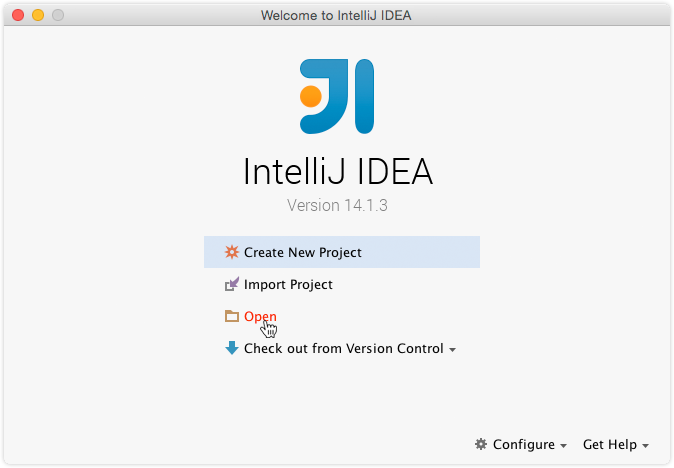 Welcome to IntelliJ IDEA
IntelliJ IDEA
Version 14.1.3
Create New Project
Import Project
Open
Check out from Version Control
Configure Get Help